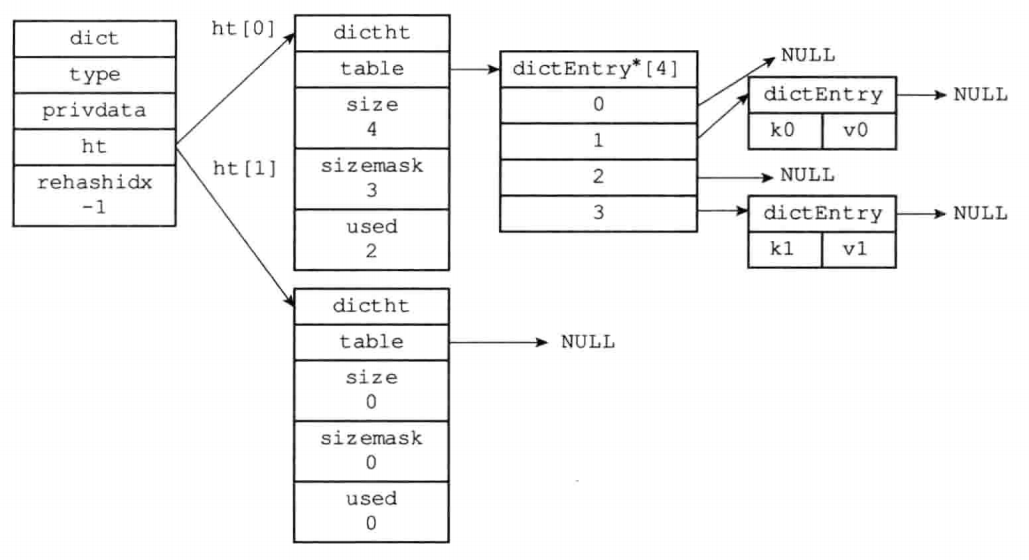 dict
type
privdata
ht
rehashidx
-1
ht[0]
ht[1]
dictht
table
size
4
sizemask
3
used
2
dictht
table
size
0
sizemask
0
used
0
NULL
dictEntry*[4]
0
1
2
3
NULL
dictEntry
k0 v0
NULL
NULL
dictEntry
k1 v1
NULL